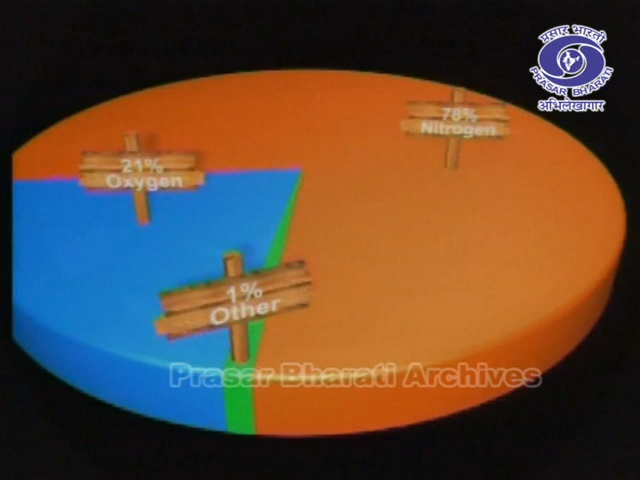 प्रसार भारती
PRASAR BHARATI
अभिलेखागार
78%
Nitrogen
21%
Oxygen
1%
Other
Prasar Bharati Archives